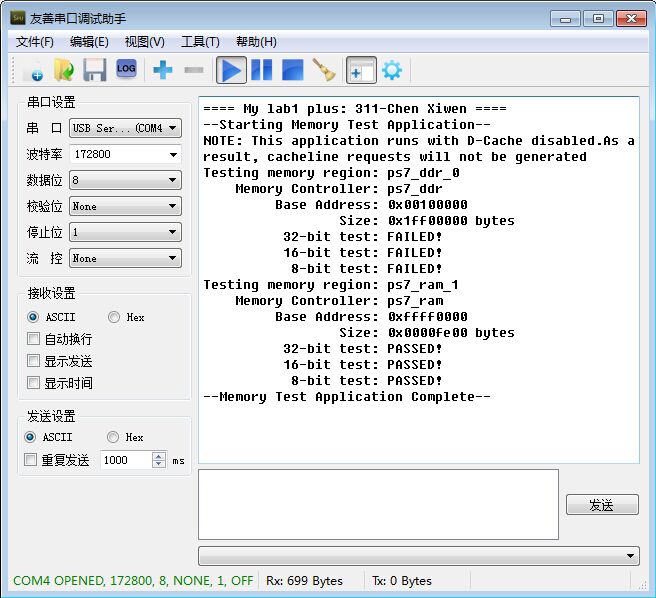 友善串口调试助手
文件(F) 编辑(E) 视图(V) 工具(T) 帮助(H)
LOG
串口设置
串 口 USB Ser...(COM4
波特率 172800
数据位 8
校验位 None
停止位 1
流 控 None
接收设置
ASCII Hex
自动换行
显示发送
显示时间
发送设置
ASCII Hex
重复发送 1000 ms
==== My lab1 plus: 311-Chen Xiwen ====
--Starting Memory Test Application--
NOTE: This application runs with D-Cache disabled.As a
result, cacheline requests will not be generated
Testing memory region: ps7_ddr_0
Memory Controller: ps7_ddr
Base Address: 0x00100000
Size: 0x1ff00000 bytes
32-bit test: FAILED!
16-bit test: FAILED!
8-bit test: FAILED!
Testing memory region: ps7_ram_1
Memory Controller: ps7_ram
Base Address: 0xffff0000
Size: 0x0000fe00 bytes
32-bit test: PASSED!
16-bit test: PASSED!
8-bit test: PASSED!
--Memory Test Application Complete--
发送
COM4 OPENED, 172800, 8, NONE, 1, OFF Rx: 699 Bytes Tx: 0 Bytes